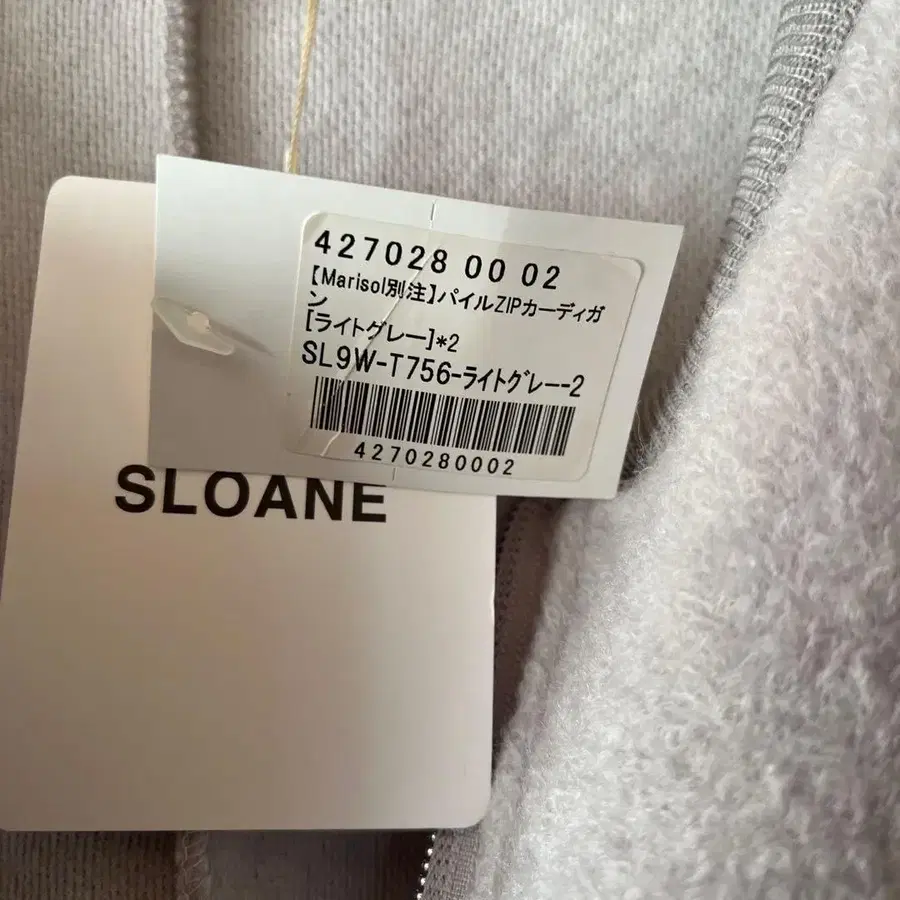 427028 00 02
【Marisol別注】パイルZIPカーディガ
ン
[ライトグレー]*2
SL9W-T756-ﾗｲﾄｸﾞﾚｰ-2
4270280002
SLOANE